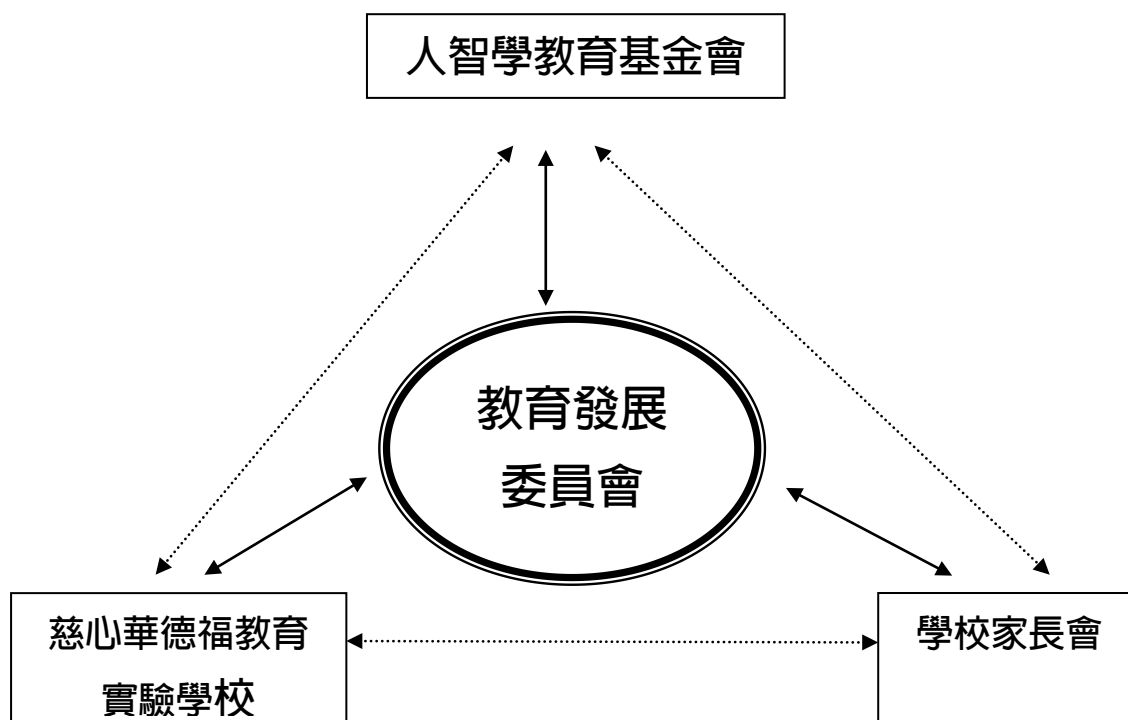 人智學教育基金會
教育發展
委員會
慈心華德福教育
實驗學校
學校家長會